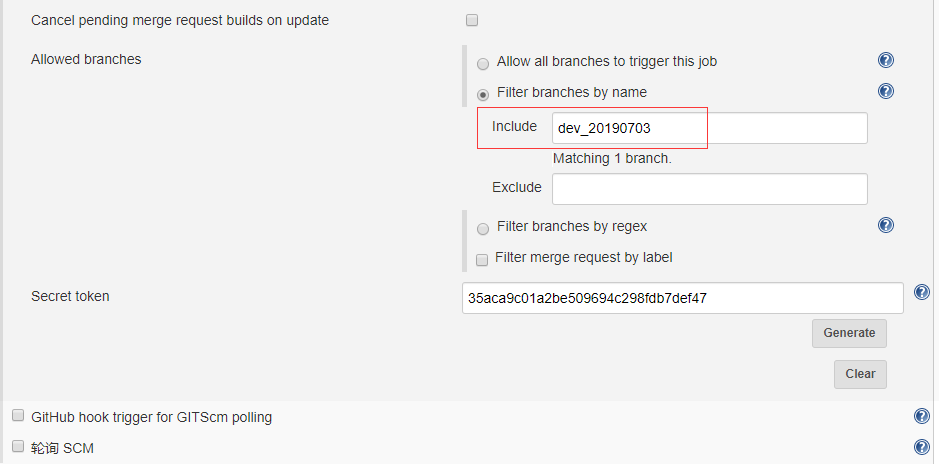 Cancel pending merge request builds on update
Allowed branches
Allow all branches to trigger this job
Filter branches by name
Include dev_20190703
Matching 1 branch.
Exclude
Filter branches by regex
Filter merge request by label
Secret token 35aca9c01a2be509694c298fdb7def47
Generate
Clear
GitHub hook trigger for GITScm polling
轮询 SCM